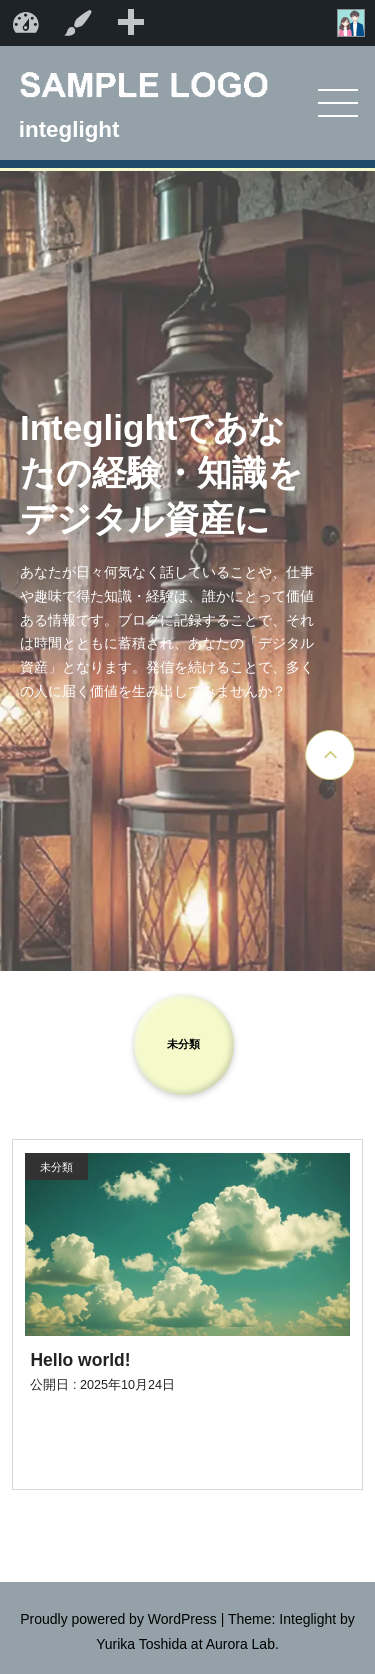 SAMPLE LOGO
integlight
Integlightであな
たの経験・知識を
デジタル資産に
あなたが日々何気なく話していることや、仕事
や趣味で得た知識・経験は、誰かにとって価値
ある情報です。ブログに記録することで、それ
は時間とともに蓄積され、あなたの「デジタル
資産」となります。発信を続けることで、多く
の人に届く価値を生み出してみませんか？
未分類
未分類
Hello world!
公開日 : 2025年10月24日
Proudly powered by WordPress | Theme: Integlight by
Yurika Toshida at Aurora Lab.